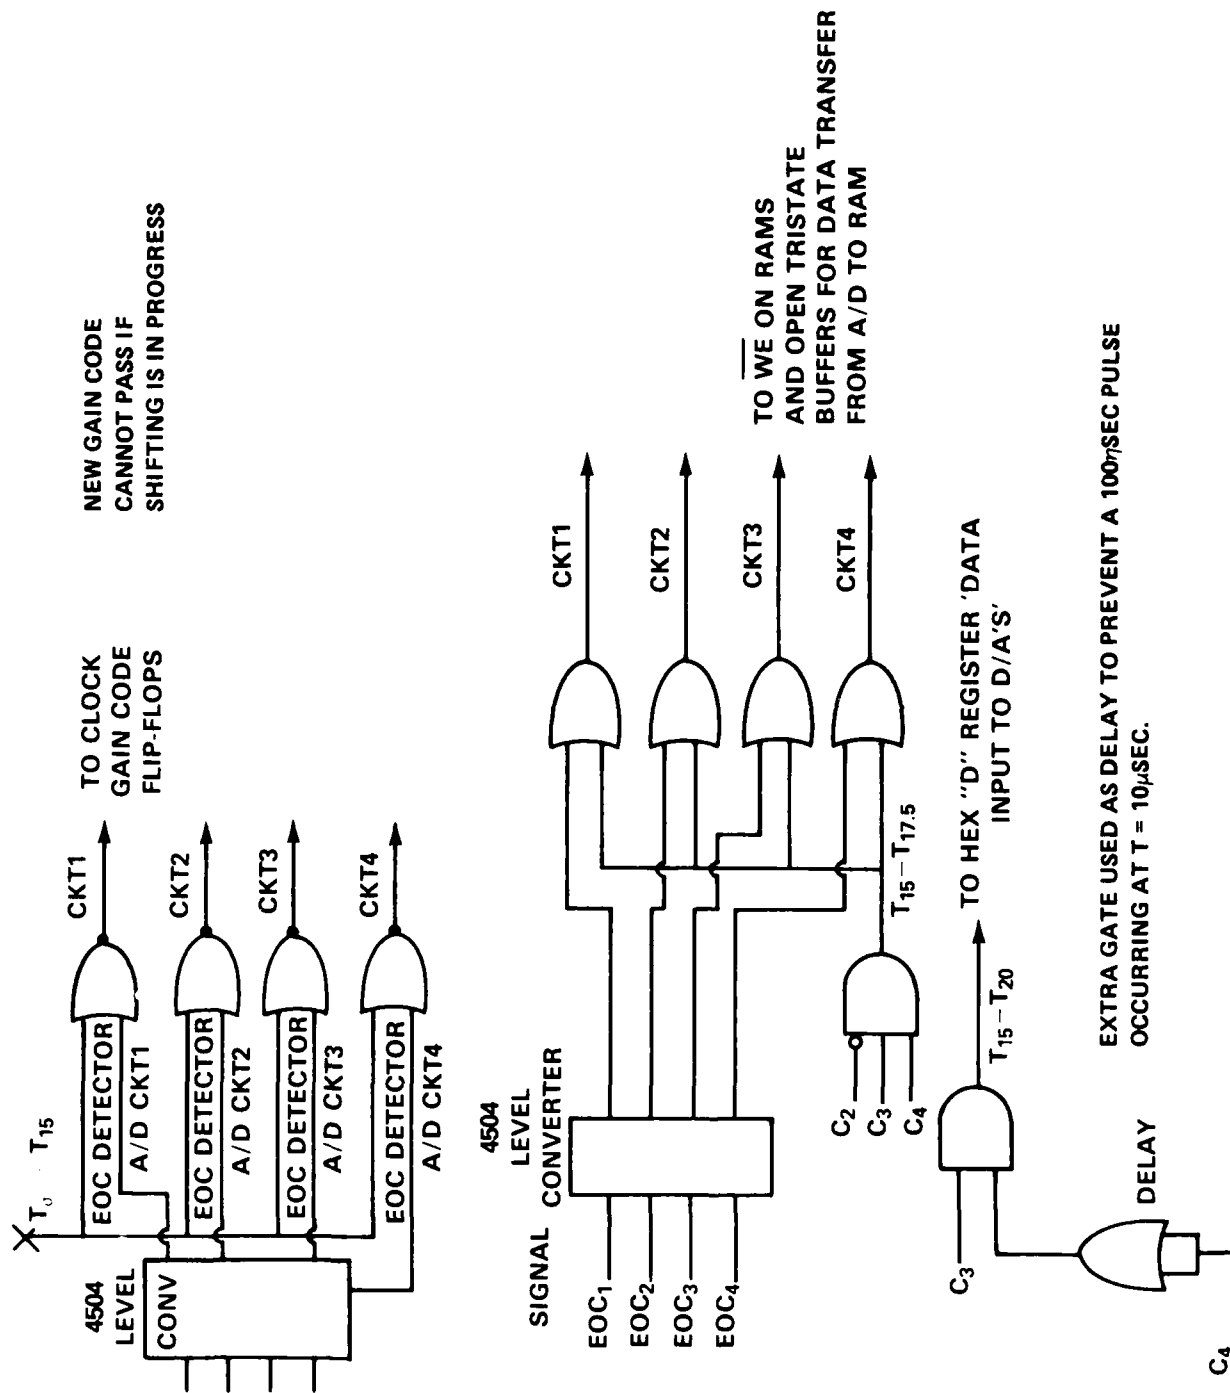 T₀ - T₁₅
4504
LEVEL
CONV
EOC DETECTOR
A/D CKT1
EOC DETECTOR
A/D CKT2
EOC DETECTOR
A/D CKT3
EOC DETECTOR
A/D CKT4
CKT1
CKT2
CKT3
CKT4
TO CLOCK
GAIN CODE
FLIP-FLOPS
NEW GAIN CODE
CANNOT PASS IF
SHIFTING IS IN PROGRESS
SIGNAL
4504
LEVEL
CONVERTER
EOC₁
EOC₂
EOC₃
EOC₄
CKT1
CKT2
CKT3
CKT4
TO W̅E̅ ON RAMS
AND OPEN TRISTATE
BUFFERS FOR DATA TRANSFER
FROM A/D TO RAM
C₂
C₃
C₄
T₁₅ - T₁₇.₅
C₃
T₁₅ - T₂₀
TO HEX "D" REGISTER 'DATA
INPUT TO D/A'S'
C₄
DELAY
EXTRA GATE USED AS DELAY TO PREVENT A 100ηSEC PULSE
OCCURRING AT T = 10μSEC.